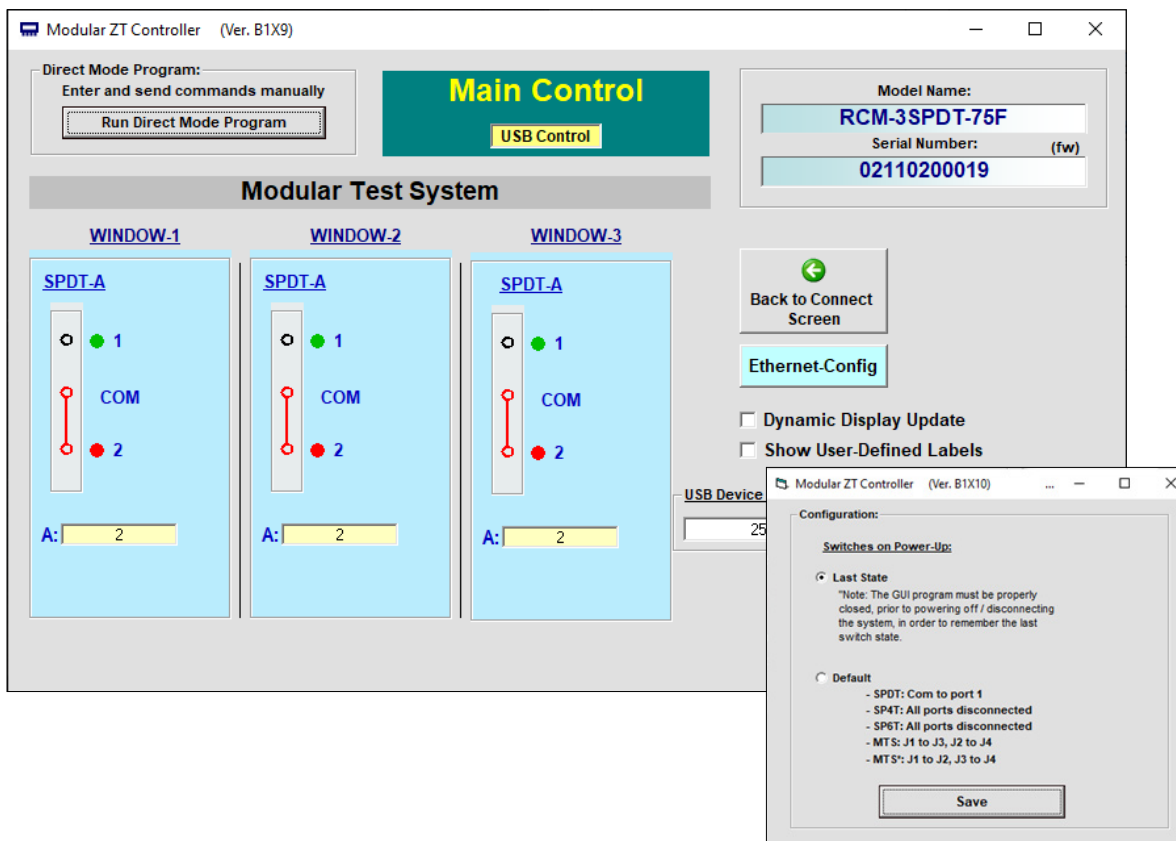 Modular ZT Controller (Ver. B1X9)
Direct Mode Program:
Enter and send commands manually
Run Direct Mode Program
Main Control
USB Control
Model Name:
RCM-3SPDT-75F
Serial Number: (fw)
02110200019
Modular Test System
WINDOW-1 WINDOW-2 WINDOW-3
SPDT-A SPDT-A SPDT-A
1 1 1
COM COM COM
2 2 2
A: 2 A: 2 A: 2
Back to Connect
Screen
Ethernet-Config
Dynamic Display Update
Show User-Defined Labels
USB Device
25
Modular ZT Controller (Ver. B1X10) ...
Configuration:
Switches on Power-Up:
Last State
"Note: The GUI program must be properly
closed, prior to powering off / disconnecting
the system, in order to remember the last
switch state.
Default
- SPDT: Com to port 1
- SP4T: All ports disconnected
- SP6T: All ports disconnected
- MTS: J1 to J3, J2 to J4
- MTS*: J1 to J2, J3 to J4
Save